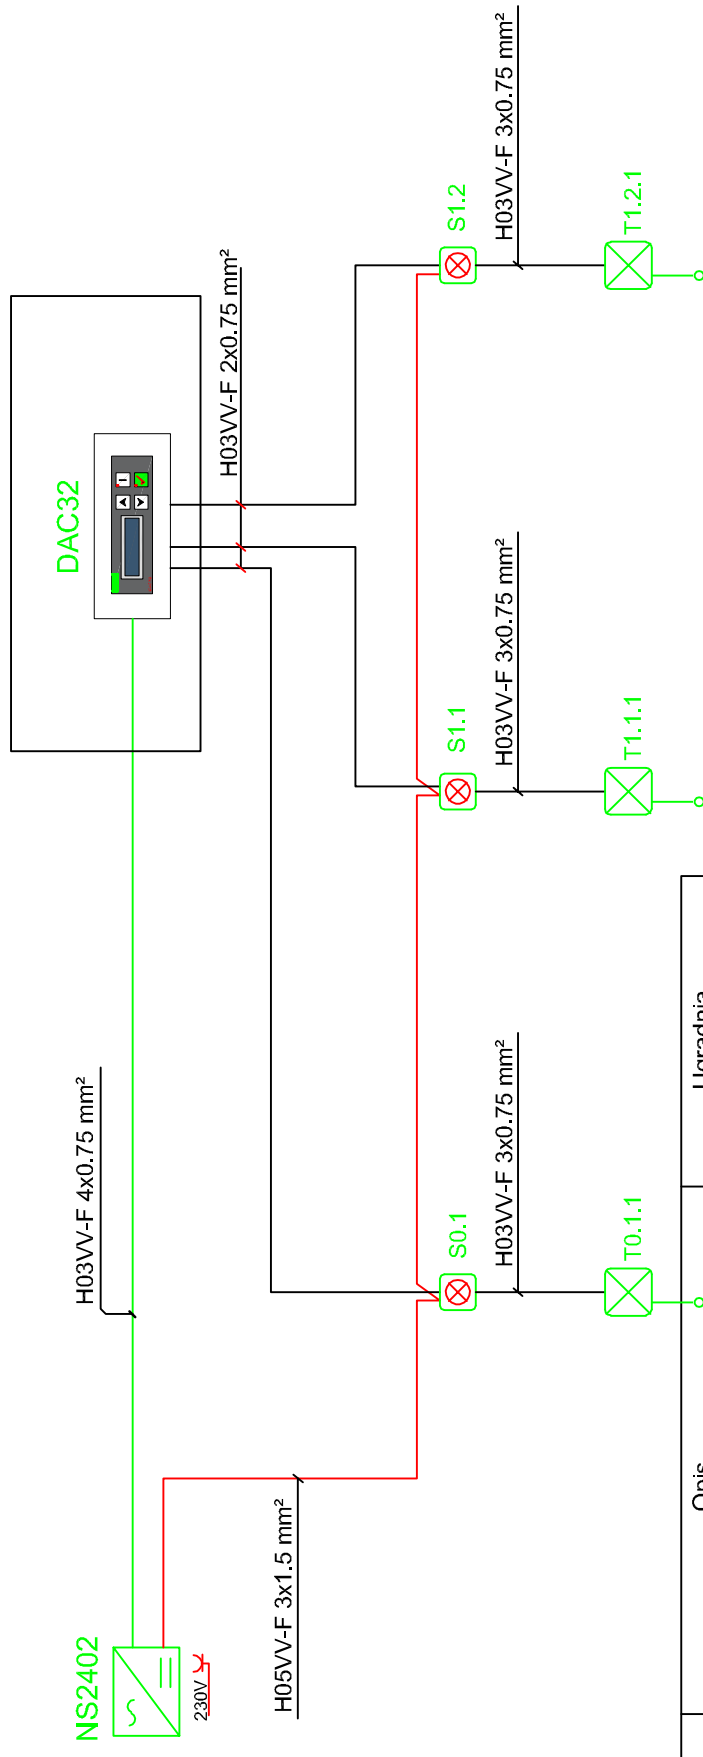 NS2402
230V
H05VV-F 3x1.5 mm²
H03VV-F 4x0.75 mm²
DAC32
H03VV-F 2x0.75 mm²
S0.1
S1.1
S1.2
H03VV-F 3x0.75 mm²
H03VV-F 3x0.75 mm²
H03VV-F 3x0.75 mm²
T0.1.1
T1.1.1
T1.2.1
Opis
Ugradnja